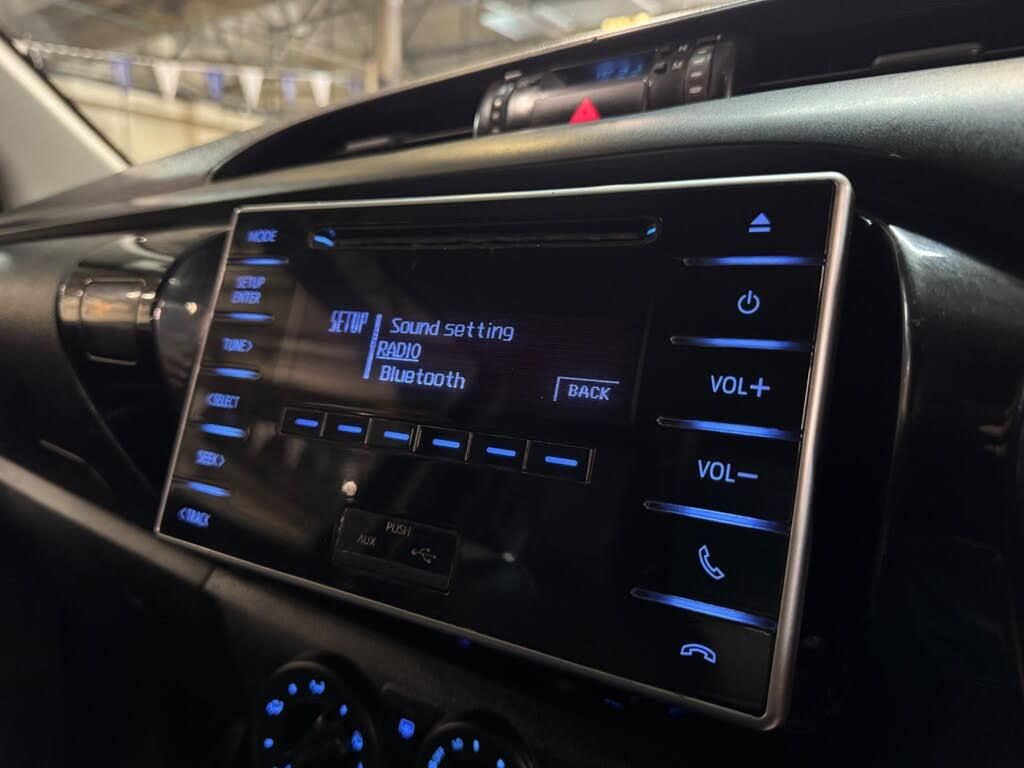 MODE
SETUP
ENTER
TUNE>
<SELECT
SEEK>
<TRACK
SETUP
Sound setting
RADIO
Bluetooth
BACK
PUSH
AUX
VOL+
VOL−
H
M